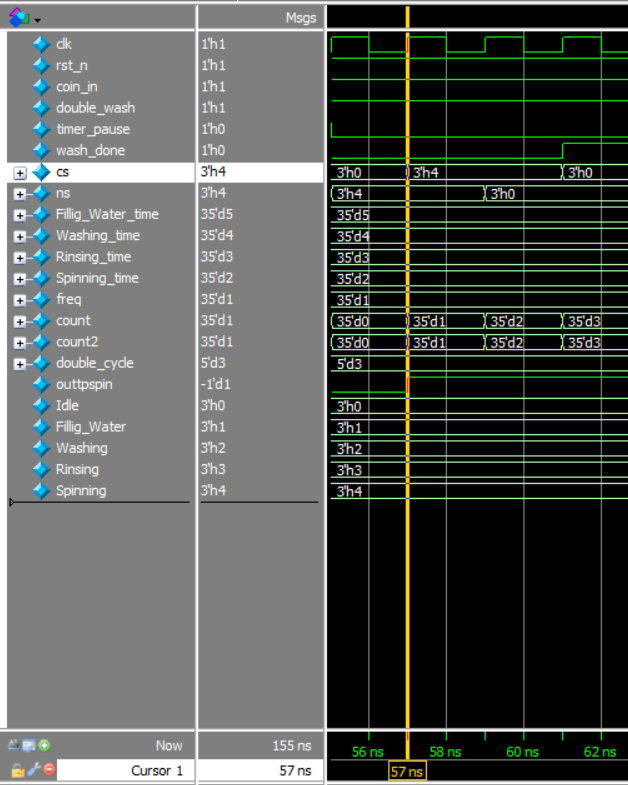 Msgs
clk 1'h1
rst_n 1'h1
coin_in 1'h1
double_wash 1'h1
timer_pause 1'h0
wash_done 1'h0
cs 3'h4 3'h0 3'h4 3'h0
ns 3'h4 3'h4 3'h0
Fillig_Water_time 35'd5 35'd5
Washing_time 35'd4 35'd4
Rinsing_time 35'd3 35'd3
Spinning_time 35'd2 35'd2
freq 35'd1 35'd1
count 35'd1 35'd0 35'd1 35'd2 35'd3
count2 35'd1 35'd0 35'd1 35'd2 35'd3
double_cycle 5'd3 5'd3
outtpspin -1'd1
Idle 3'h0 3'h0
Fillig_Water 3'h1 3'h1
Washing 3'h2 3'h2
Rinsing 3'h3 3'h3
Spinning 3'h4 3'h4
Now 155 ns 56 ns 58 ns 60 ns 62 ns
Cursor 1 57 ns 57 ns